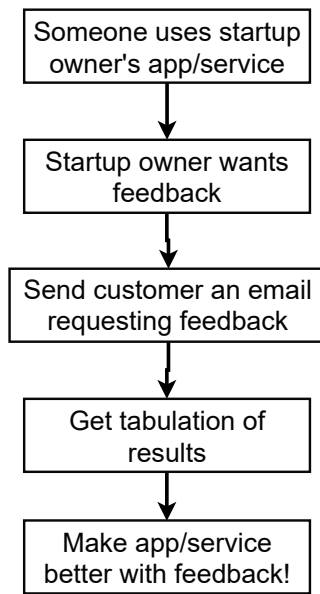 Someone uses startup
owner's app/service
Startup owner wants
feedback
Send customer an email
requesting feedback
Get tabulation of
results
Make app/service
better with feedback!